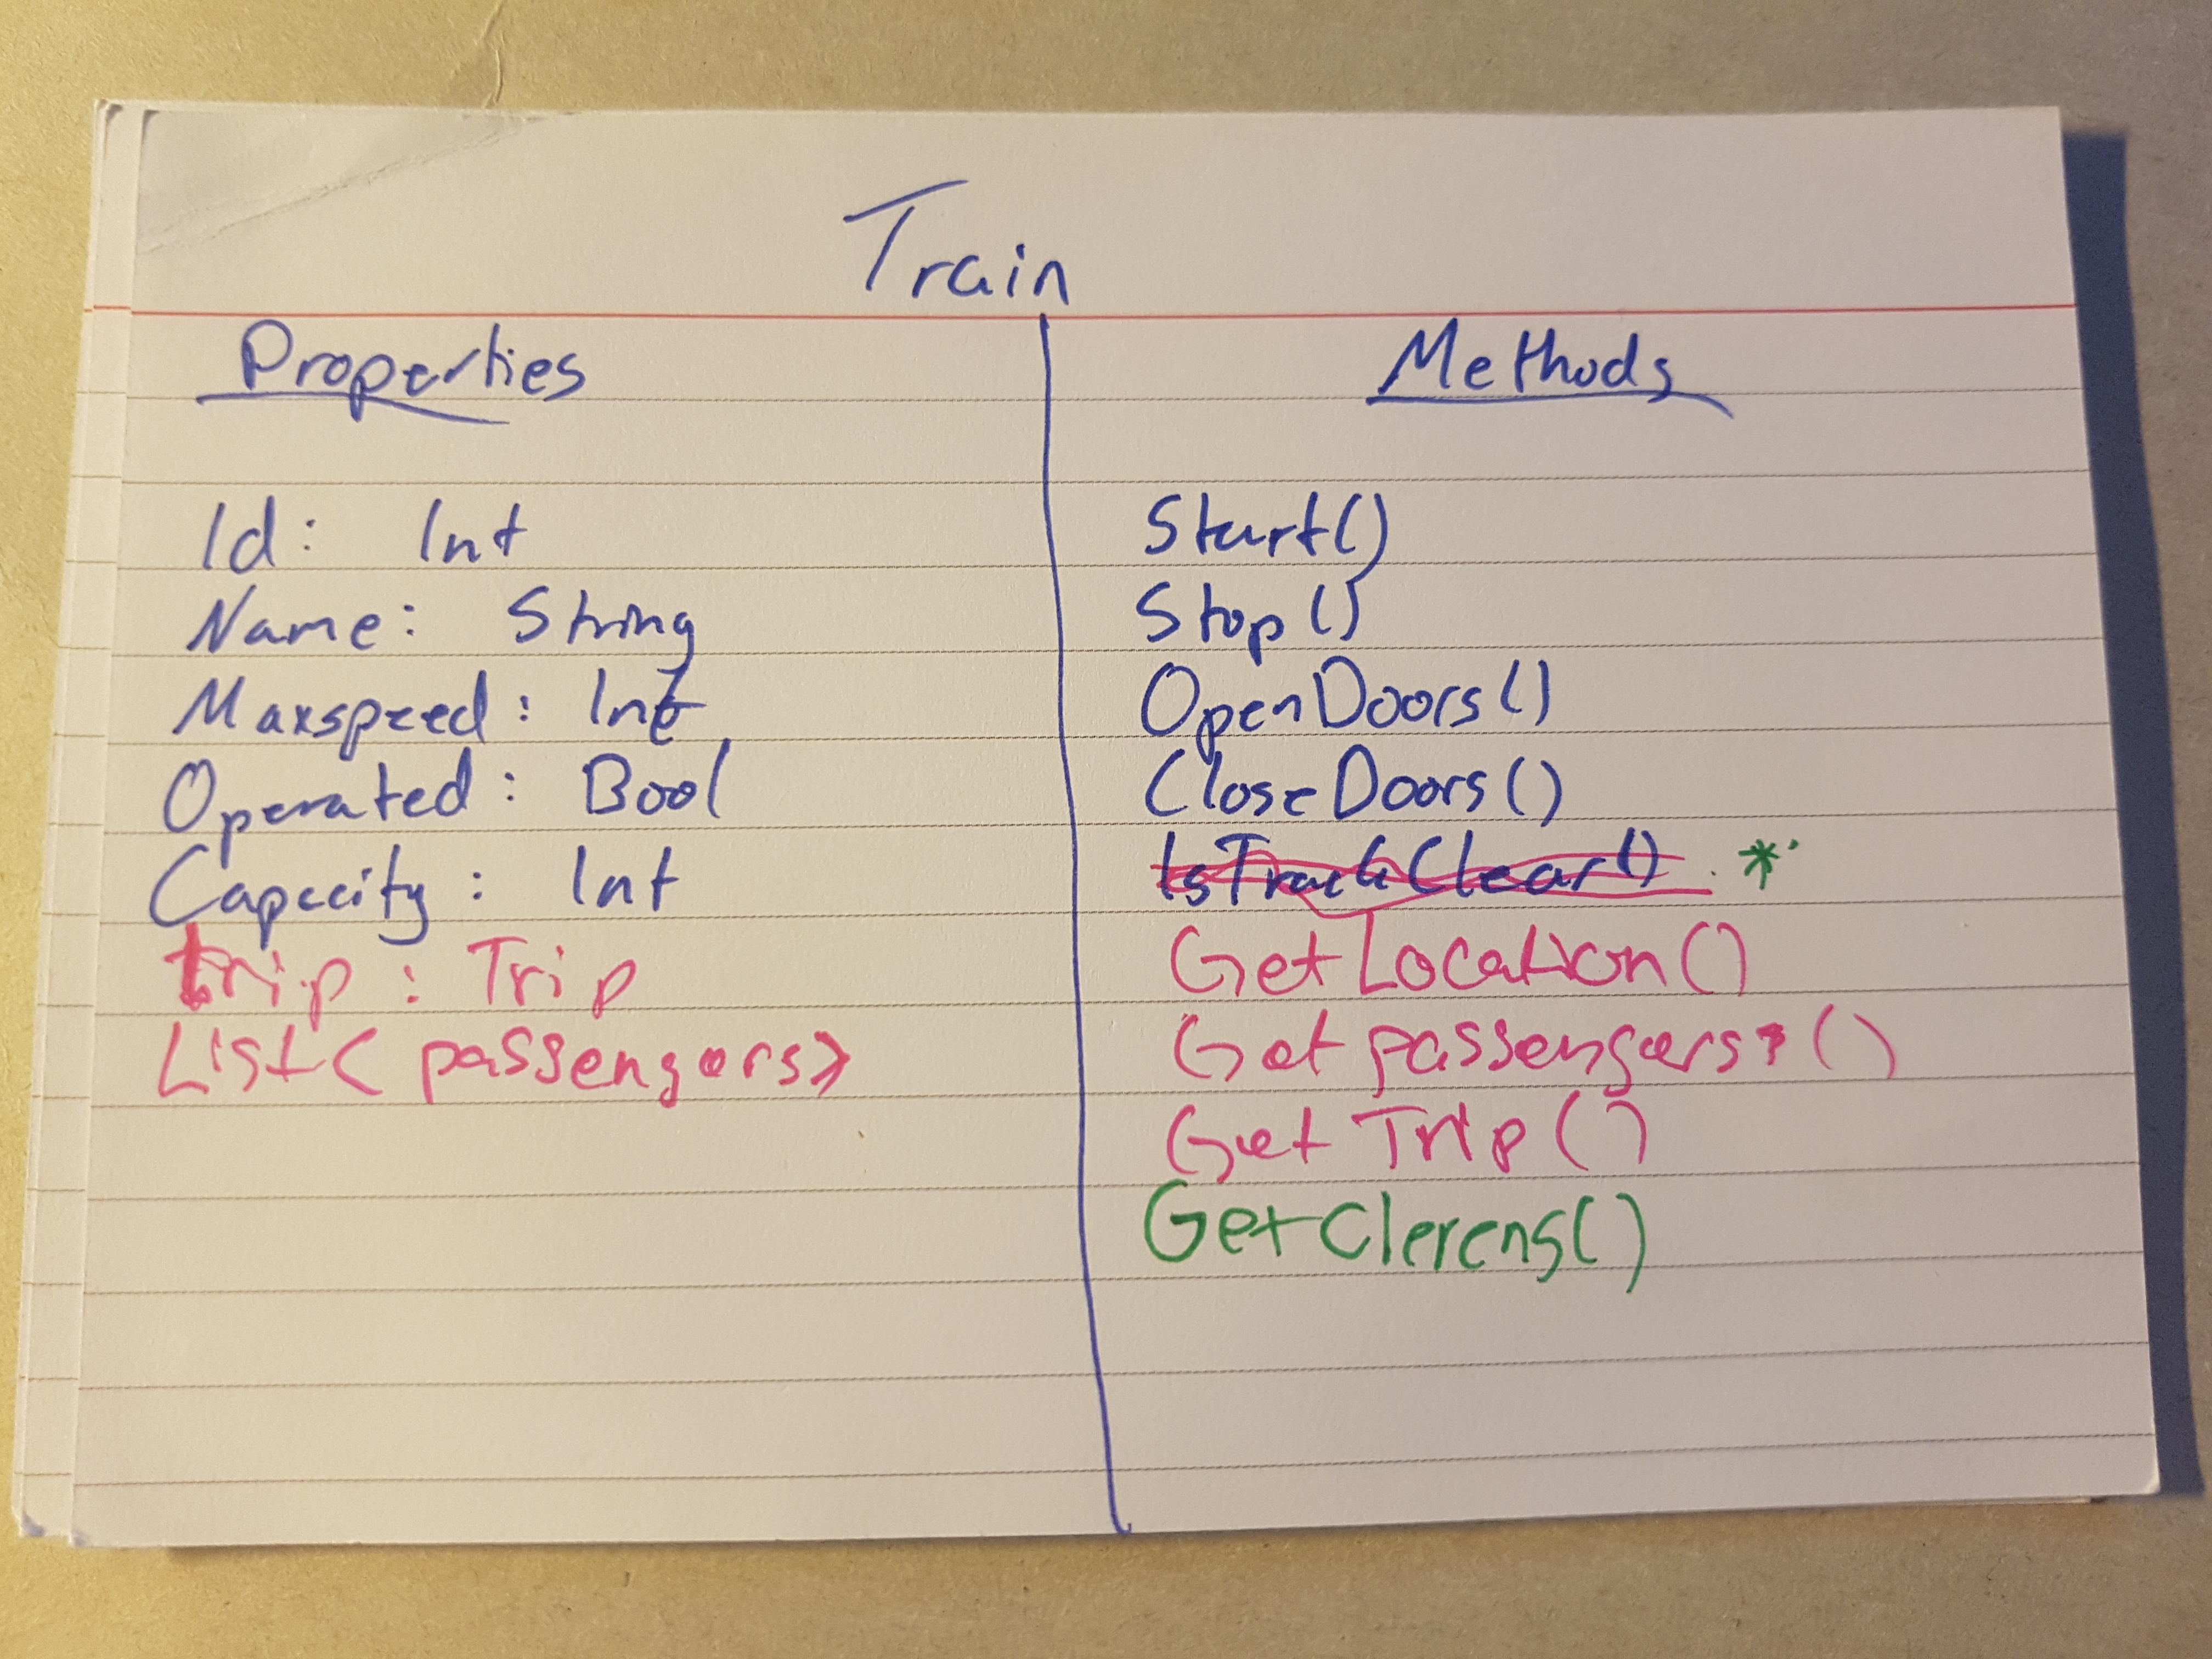 Train
Properties
Id: Int
Name: String
Maxspeed: Int
Operated: Bool
Capacity: Int
trip: Trip
List<passengers>
Methods
Start()
Stop()
OpenDoors()
CloseDoors()
IsTrackClear() *
GetLocation()
Getpassengers()
GetTrip()
GetClerens()